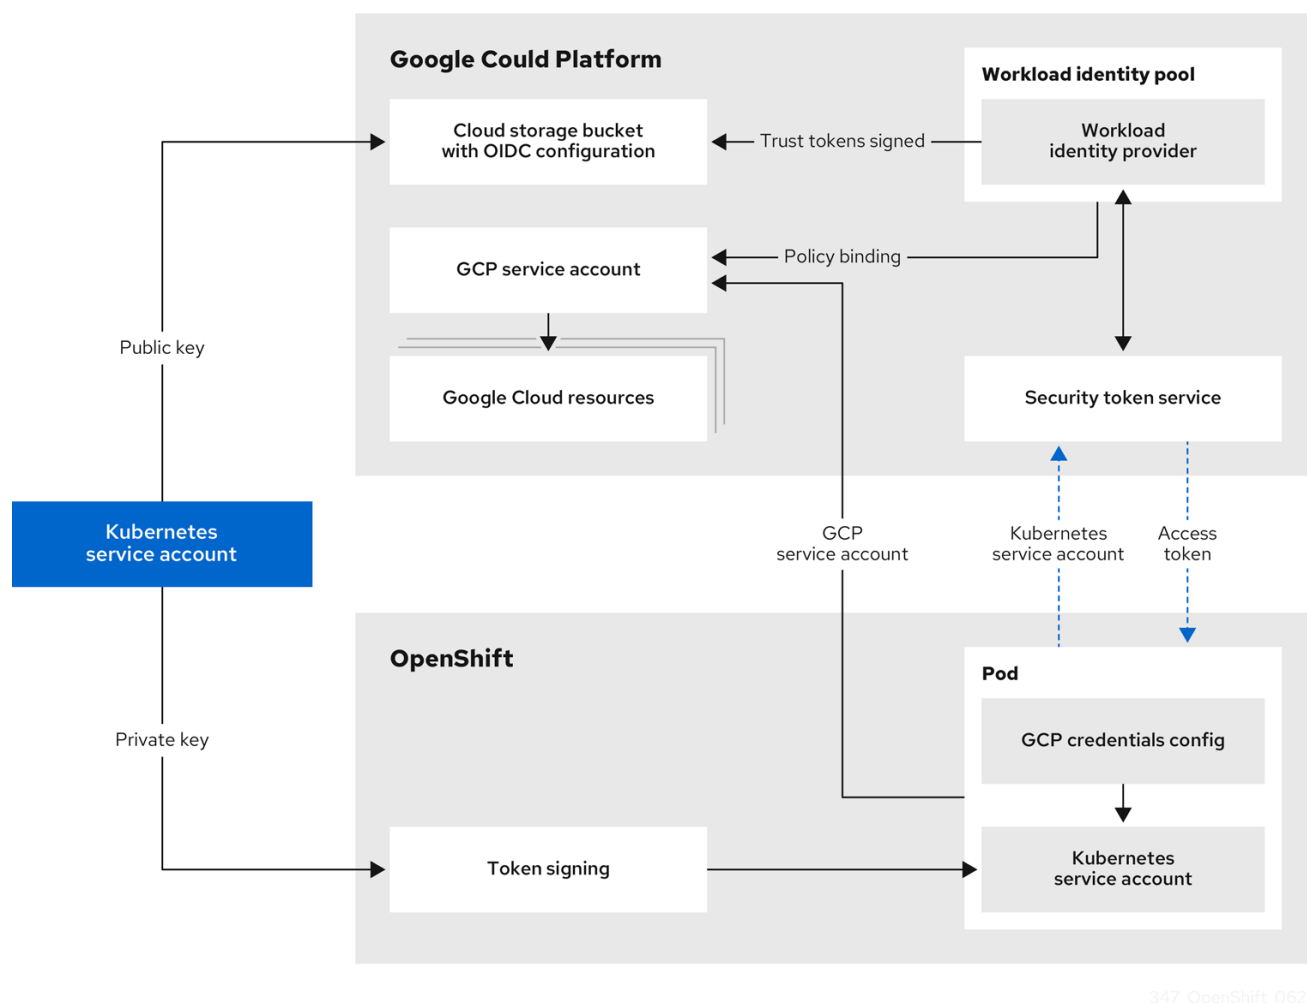 Google Could Platform
Workload identity pool
Cloud storage bucket
with OIDC configuration
Trust tokens signed
Workload
identity provider
Policy binding
GCP service account
Public key
Google Cloud resources
Security token service
Kubernetes
service account
GCP
service account
Kubernetes
service account
Access
token
OpenShift
Pod
Private key
GCP credentials config
Token signing
Kubernetes
service account
347_OpenShift_062